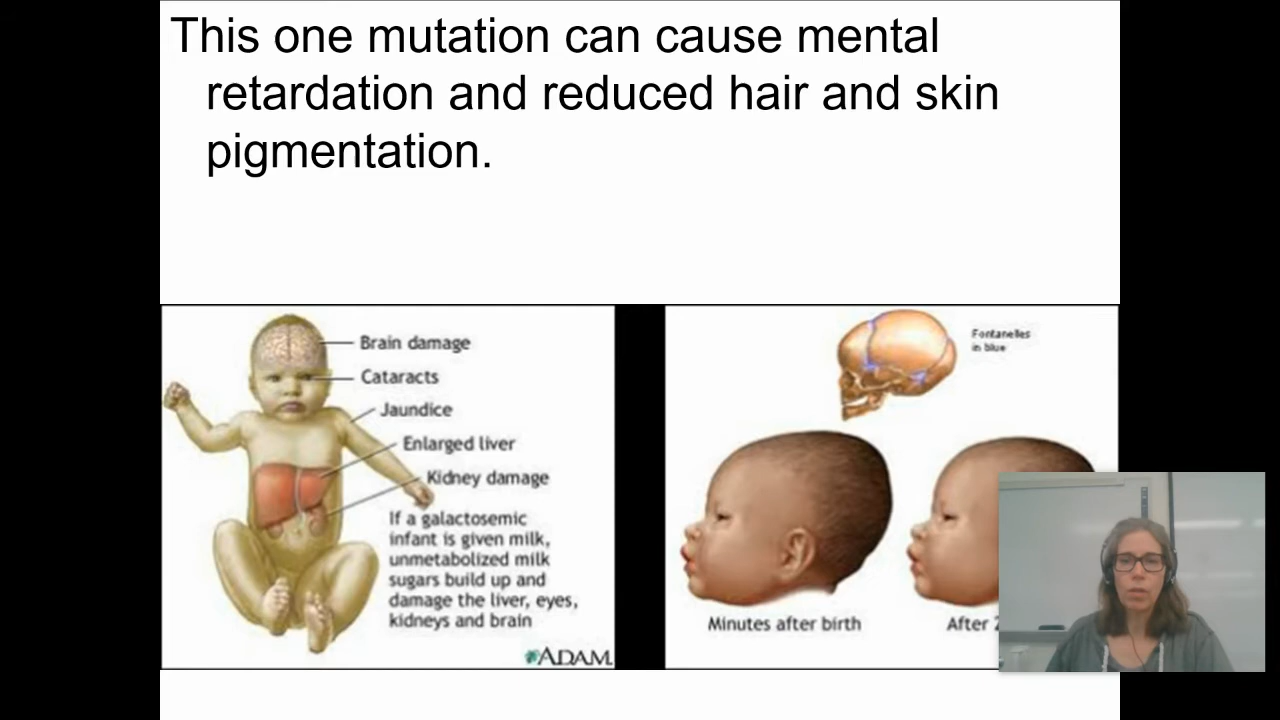 This one mutation can cause mental
retardation and reduced hair and skin
pigmentation.
Brain damage
Cataracts
Jaundice
Enlarged liver
Kidney damage
If a galactosemic
infant is given milk,
unmetabolized milk
sugars build up and
damage the liver, eyes,
kidneys and brain
ADAM
Fontanelles
in blue
Minutes after birth
After